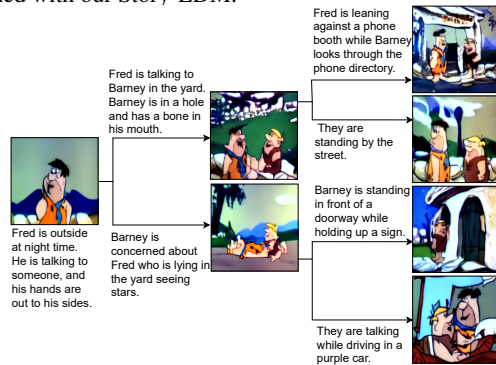 with our Story-LDM.
Fred is talking to
Barney in the yard.
Barney is in a hole
and has a bone in
his mouth.
Fred is leaning
against a phone
booth while Barney
looks through the
phone directory.
They are
standing by the
street.
Fred is outside
at night time.
He is talking to
someone, and
his hands are
out to his sides.
Barney is
concerned about
Fred who is lying in
the yard seeing
stars.
Barney is standing
in front of a
doorway while
holding up a sign.
They are talking
while driving in a
purple car.